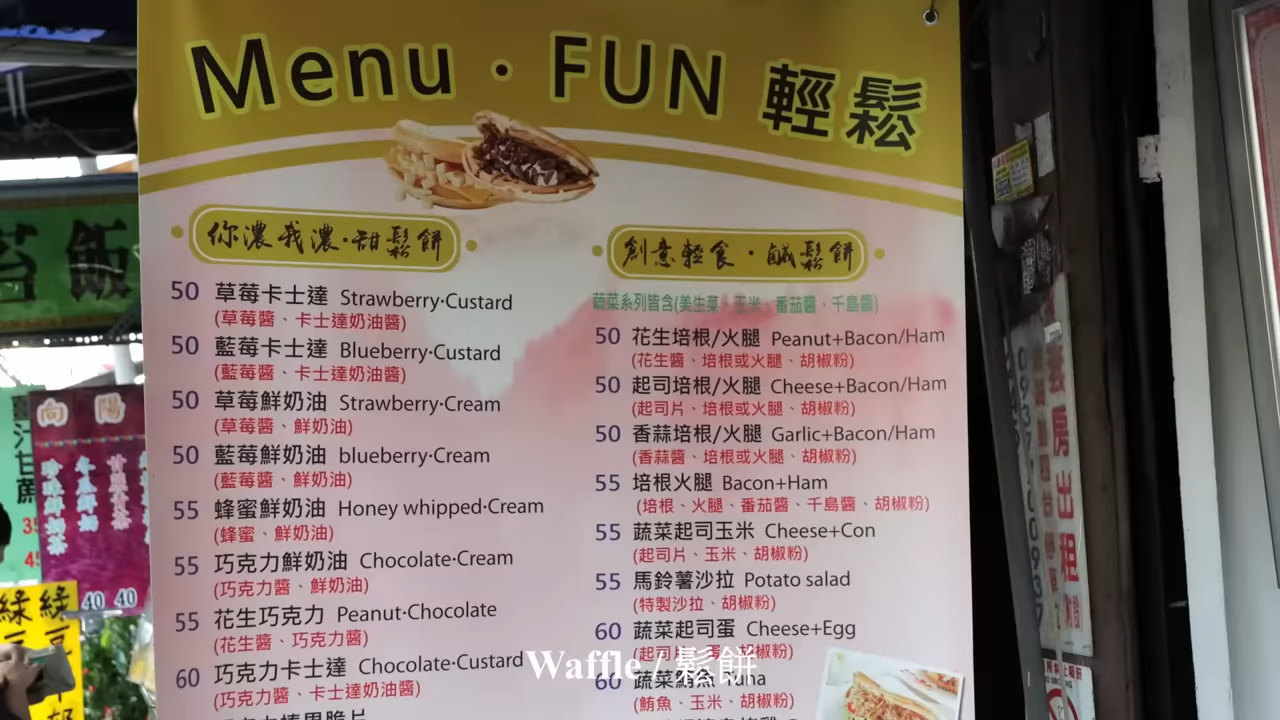 Menu · FUN 輕鬆
你濃我濃·甜鬆餅
50 草莓卡士達 Strawberry·Custard
(草莓醬、卡士達奶油醬)
50 藍莓卡士達 Blueberry·Custard
(藍莓醬、卡士達奶油醬)
50 草莓鮮奶油 Strawberry·Cream
(草莓醬、鮮奶油)
50 藍莓鮮奶油 blueberry·Cream
(藍莓醬、鮮奶油)
55 蜂蜜鮮奶油 Honey whipped·Cream
(蜂蜜、鮮奶油)
55 巧克力鮮奶油 Chocolate·Cream
(巧克力醬、鮮奶油)
55 花生巧克力 Peanut·Chocolate
(花生醬、巧克力醬)
60 巧克力卡士達 Chocolate·Custard
(巧克力醬、卡士達奶油醬)
創意輕食·鹹鬆餅
蔬菜系列皆含(美生菜、玉米、番茄醬、千島醬)
50 花生培根/火腿 Peanut+Bacon/Ham
(花生醬、培根或火腿、胡椒粉)
50 起司培根/火腿 Cheese+Bacon/Ham
(起司片、培根或火腿、胡椒粉)
50 香蒜培根/火腿 Garlic+Bacon/Ham
(香蒜醬、培根或火腿、胡椒粉)
55 培根火腿 Bacon+Ham
(培根、火腿、番茄醬、千島醬、胡椒粉)
55 蔬菜起司玉米 Cheese+Con
(起司片、玉米、胡椒粉)
55 馬鈴薯沙拉 Potato salad
(特製沙拉、胡椒粉)
60 蔬菜起司蛋 Cheese+Egg
(起司片、蛋、胡椒粉)
60 蔬菜鮪魚 Tuna
(鮪魚、玉米、胡椒粉)
Waffle / 鬆餅
飯
向陽
40 40
房出租